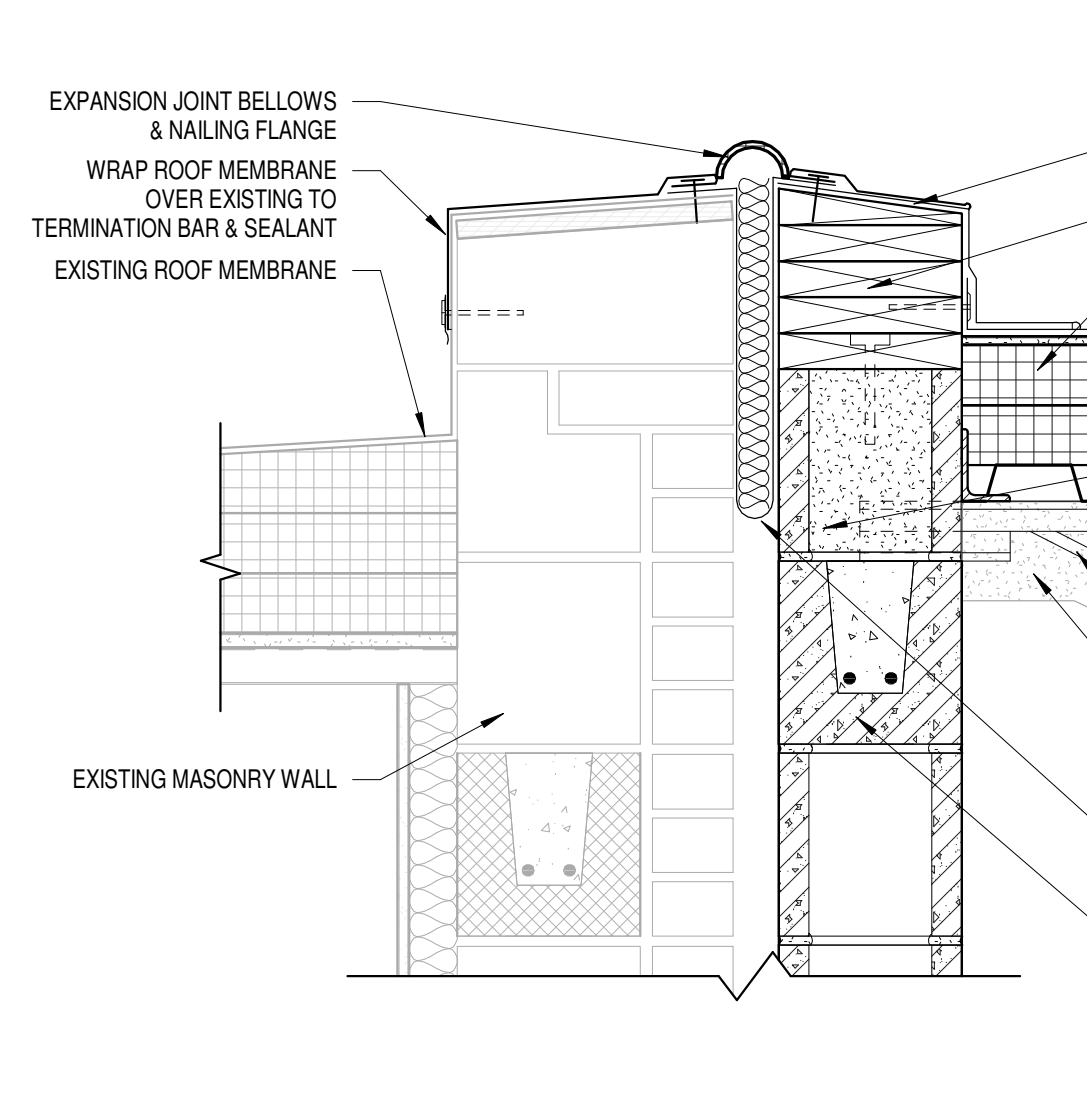 EXPANSION JOINT BELLOWS
& NAILING FLANGE
WRAP ROOF MEMBRANE
OVER EXISTING TO
TERMINATION BAR & SEALANT
EXISTING ROOF MEMBRANE
EXISTING MASONRY WALL